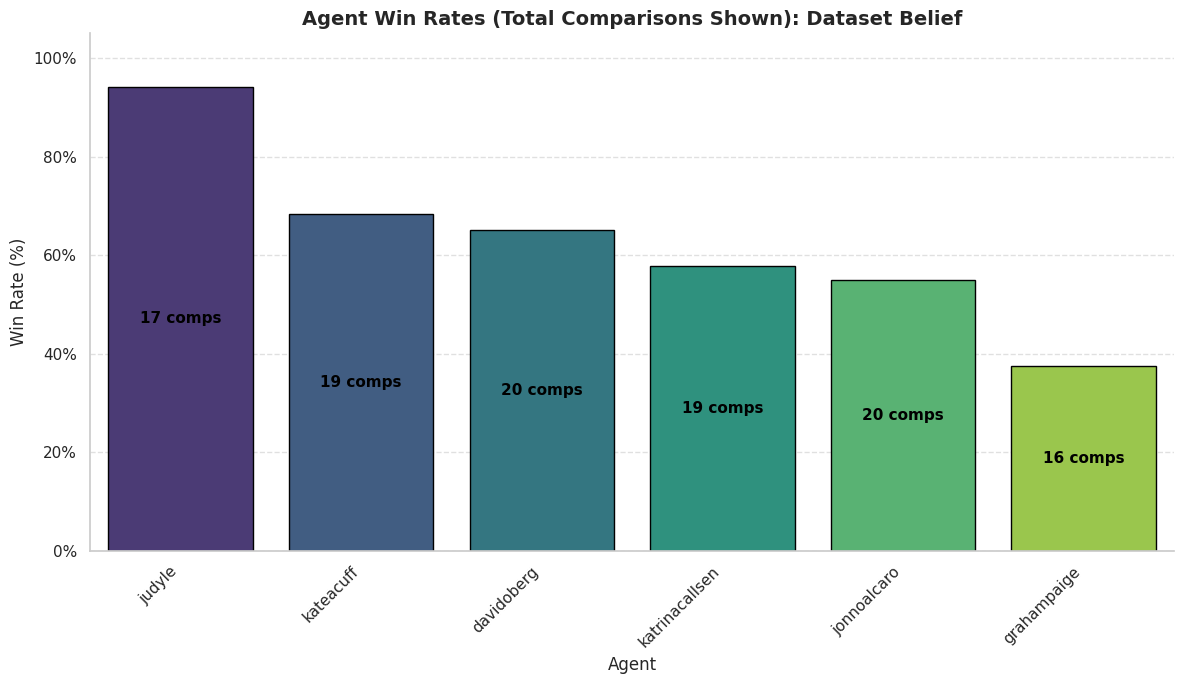 Agent Win Rates (Total Comparisons Shown): Dataset Belief
100%
80%
60%
40%
20%
0%
Win Rate (%)
17 comps
19 comps
20 comps
19 comps
20 comps
16 comps
judyle
kateacuff
davidoberg
katrinacallsen
jonnoalcaro
grahampaige
Agent